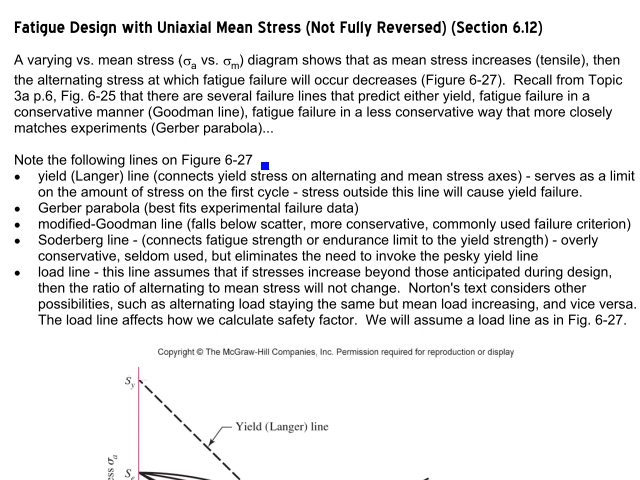 Fatigue Design with Uniaxial Mean Stress (Not Fully Reversed) (Section 6.12)
A varying vs. mean stress (σa vs. σm) diagram shows that as mean stress increases (tensile), then
the alternating stress at which fatigue failure will occur decreases (Figure 6-27).  Recall from Topic
3a p.6, Fig. 6-25 that there are several failure lines that predict either yield, fatigue failure in a
conservative manner (Goodman line), fatigue failure in a less conservative way that more closely
matches experiments (Gerber parabola)...
Note the following lines on Figure 6-27
• yield (Langer) line (connects yield stress on alternating and mean stress axes) - serves as a limit
on the amount of stress on the first cycle - stress outside this line will cause yield failure.
• Gerber parabola (best fits experimental failure data)
• modified-Goodman line (falls below scatter, more conservative, commonly used failure criterion)
• Soderberg line - (connects fatigue strength or endurance limit to the yield strength) - overly
conservative, seldom used, but eliminates the need to invoke the pesky yield line
• load line - this line assumes that if stresses increase beyond those anticipated during design,
then the ratio of alternating to mean stress will not change.  Norton's text considers other
possibilities, such as alternating load staying the same but mean load increasing, and vice versa.
The load line affects how we calculate safety factor.  We will assume a load line as in Fig. 6-27.
Copyright © The McGraw-Hill Companies, Inc. Permission required for reproduction or display
Sy
Yield (Langer) line
σa